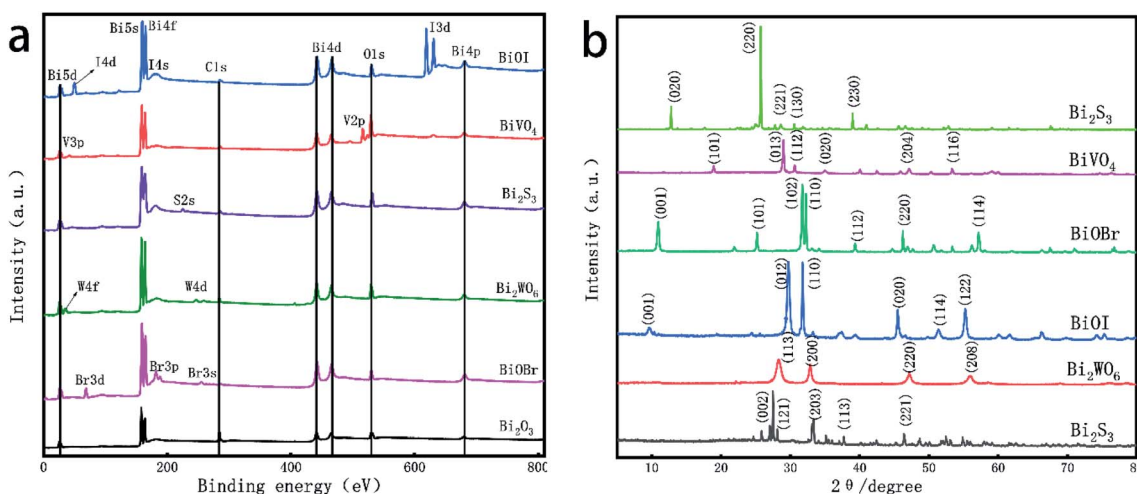 a
Intensity (a. u.)
Bi5s
Bi4f
I3d
Bi5d
I4d
I4s
C1s
Bi4d
O1s
Bi4p
BiOI
V3p
V2p
BiVO₄
S2s
Bi₂S₃
W4f
W4d
Bi₂WO₆
Br3d
Br3p
Br3s
BiOBr
Bi₂O₃
0 200 400 600 800
Binding energy (eV)
b
Intensity (a. u.)
(020)
(220)
(221)
(130)
(230)
Bi₂S₃
(101)
(013)
(112)
(020)
(204)
(116)
BiVO₄
(001)
(101)
(102)
(110)
(112)
(220)
(114)
BiOBr
(001)
(012)
(110)
(020)
(114)
(122)
BiOI
(113)
(200)
(220)
(208)
Bi₂WO₆
(002)
(121)
(203)
(113)
(221)
Bi₂S₃
10 20 30 40 50 60 70 80
2θ/degree